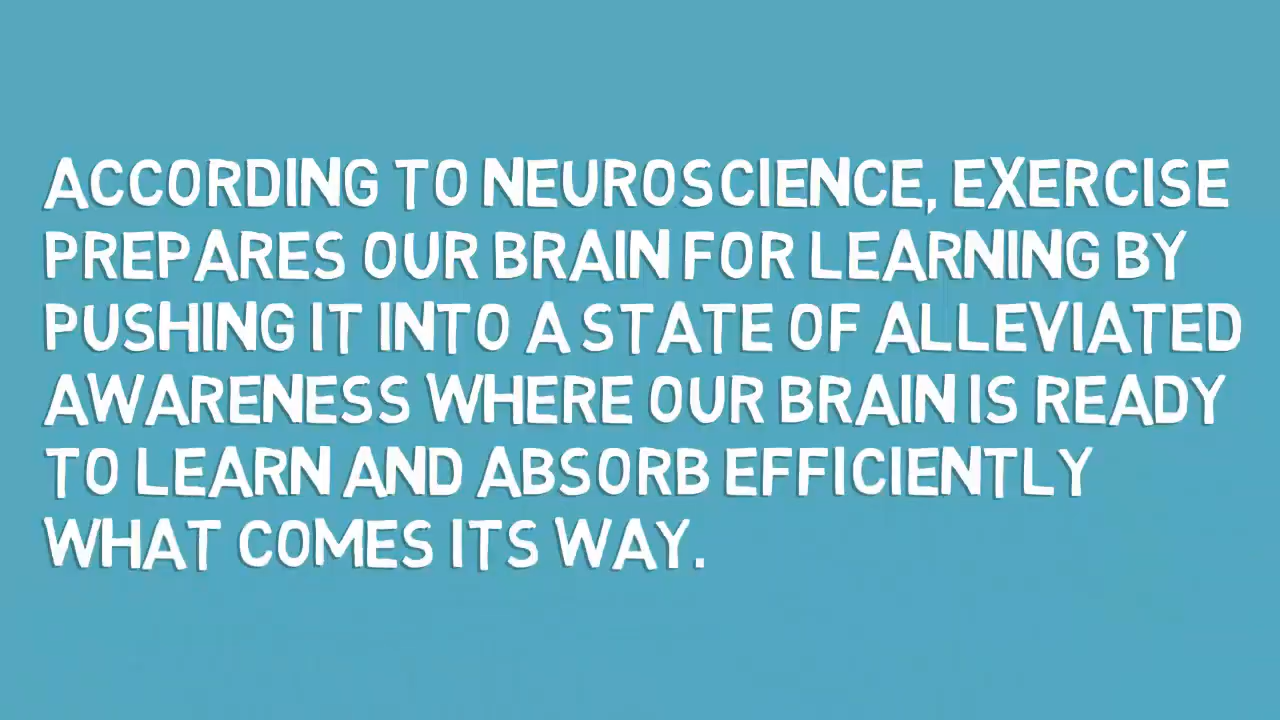 ACCORDING TO NEUROSCIENCE, EXERCISE
PREPARES OUR BRAIN FOR LEARNING BY
PUSHING IT INTO A STATE OF ALLEVIATED
AWARENESS WHERE OUR BRAIN IS READY
TO LEARN AND ABSORB EFFICIENTLY
WHAT COMES ITS WAY.